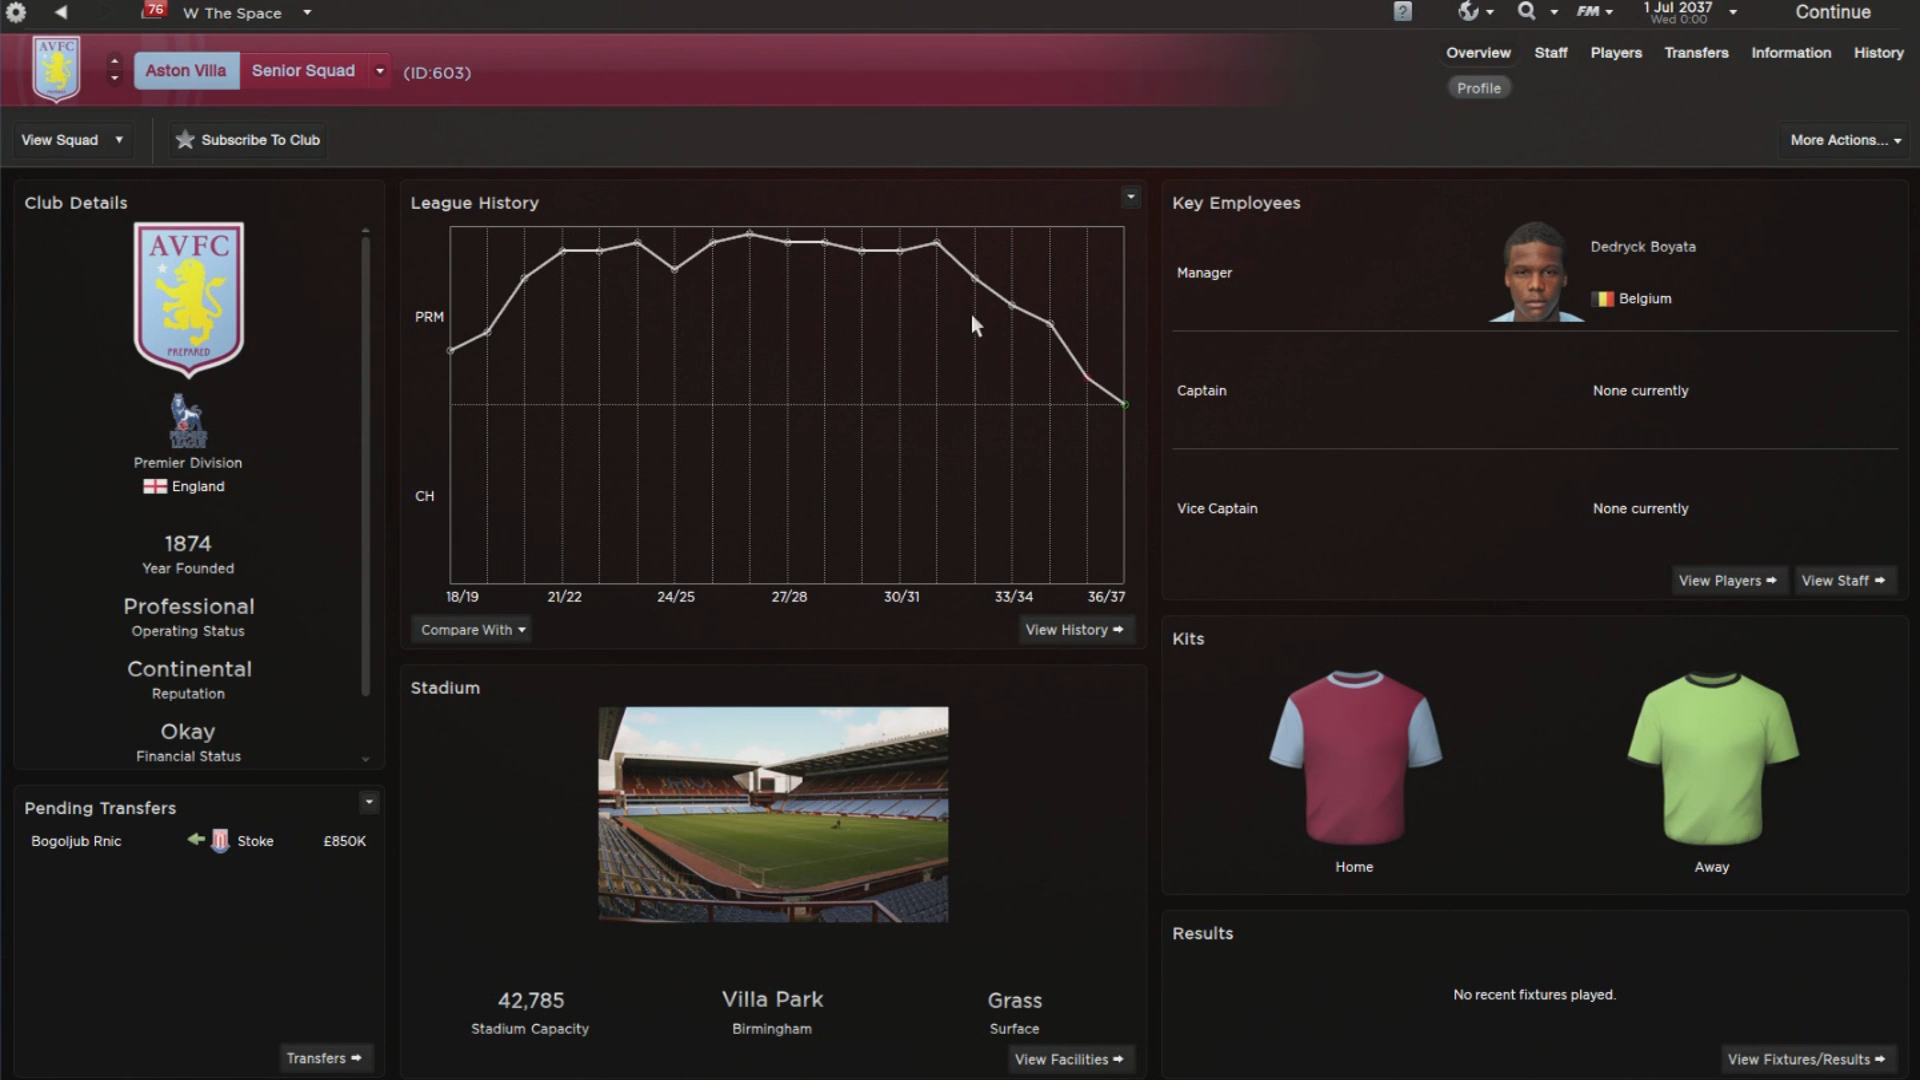 76
W The Space
?
FM
1 Jul 2037
Wed 0:00
Continue
AVFC
Aston Villa
Senior Squad
(ID:603)
Overview
Staff
Players
Transfers
Information
History
Profile
View Squad
Subscribe To Club
More Actions...
Club Details
AVFC
PREPARED
PREMIER
LEAGUE
Premier Division
England
1874
Year Founded
Professional
Operating Status
Continental
Reputation
Okay
Financial Status
Pending Transfers
Bogoljub Rnic
Stoke
£850K
Transfers
League History
PRM
CH
18/19
21/22
24/25
27/28
30/31
33/34
36/37
Compare With
View History
Stadium
42,785
Stadium Capacity
Villa Park
Birmingham
Grass
Surface
View Facilities
Key Employees
Manager
Dedryck Boyata
Belgium
Captain
None currently
Vice Captain
None currently
View Players
View Staff
Kits
Home
Away
Results
No recent fixtures played.
View Fixtures/Results